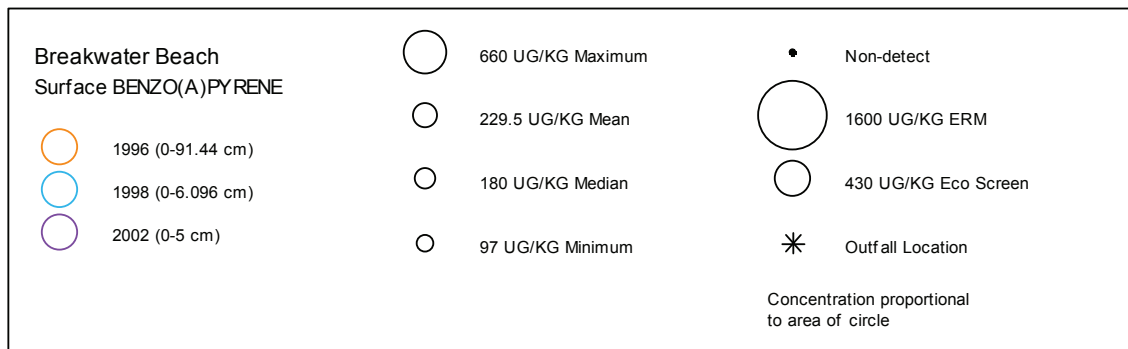 Breakwater Beach
Surface BENZO(A)PYRENE
1996 (0-91.44 cm)
1998 (0-6.096 cm)
2002 (0-5 cm)
660 UG/KG Maximum
229.5 UG/KG Mean
180 UG/KG Median
97 UG/KG Minimum
Non-detect
1600 UG/KG ERM
430 UG/KG Eco Screen
Outfall Location
Concentration proportional
to area of circle